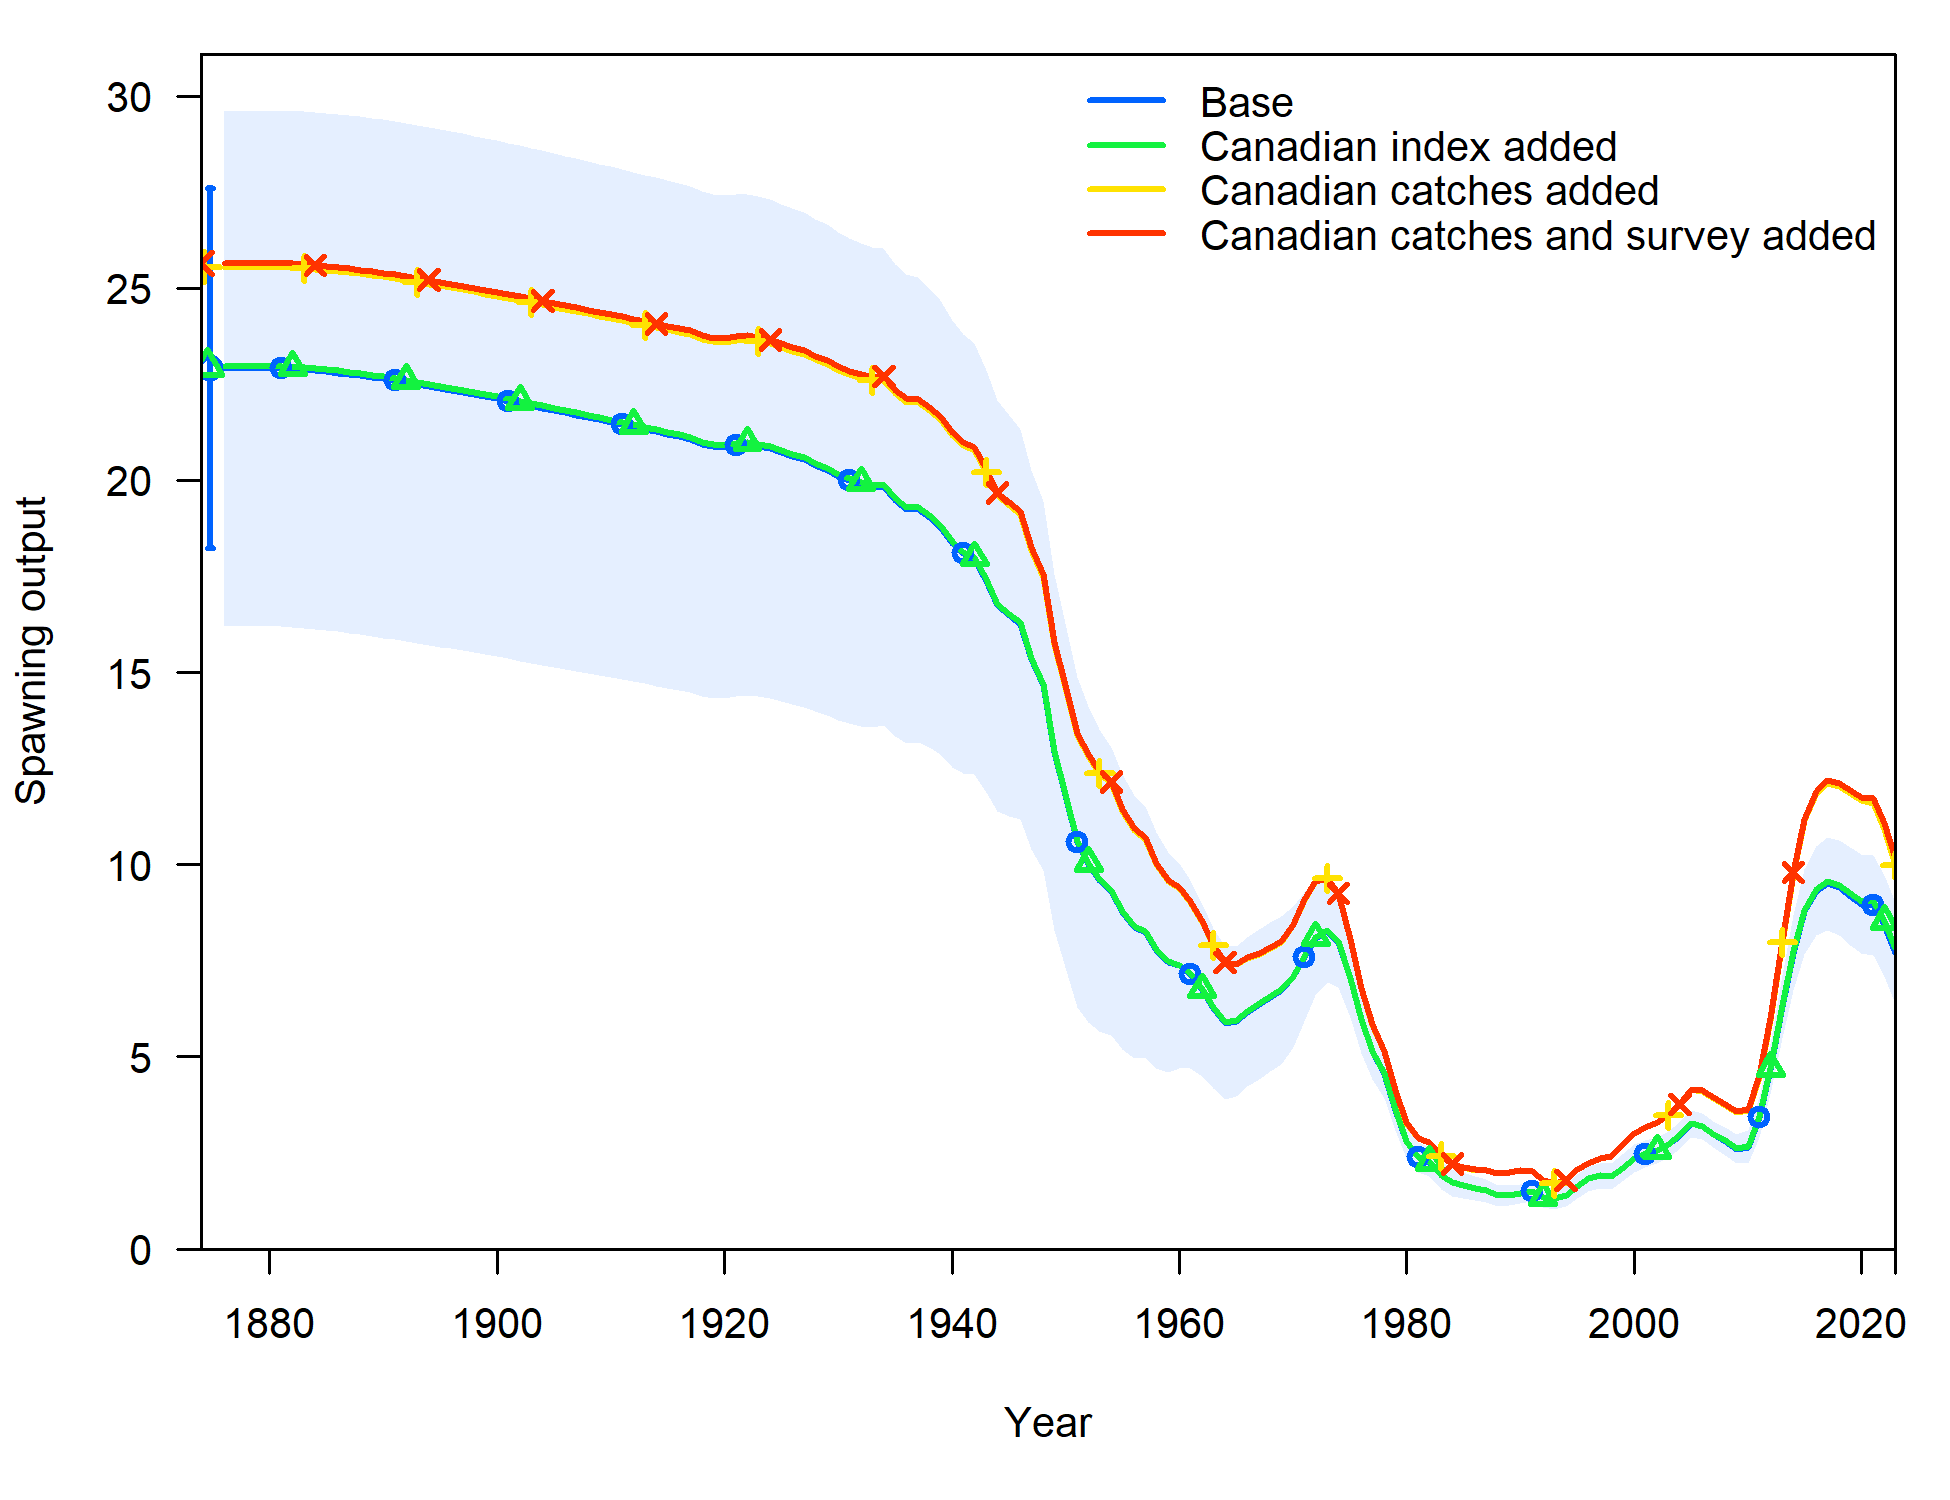 30
25
20
15
10
5
0
Spawning output
Base
Canadian index added
Canadian catches added
Canadian catches and survey added
1880 1900 1920 1940 1960 1980 2000 2020
Year